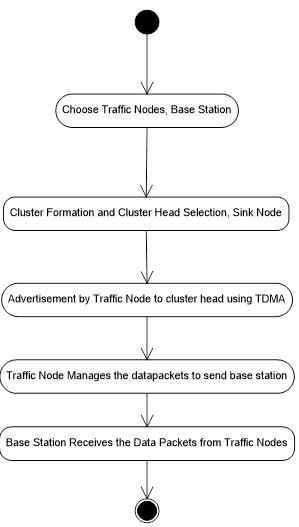 Choose Traffic Nodes, Base Station
Cluster Formation and Cluster Head Selection, Sink Node
Advertisement by Traffic Node to cluster head using TDMA
Traffic Node Manages the datapackets to send base station
Base Station Receives the Data Packets from Traffic Nodes